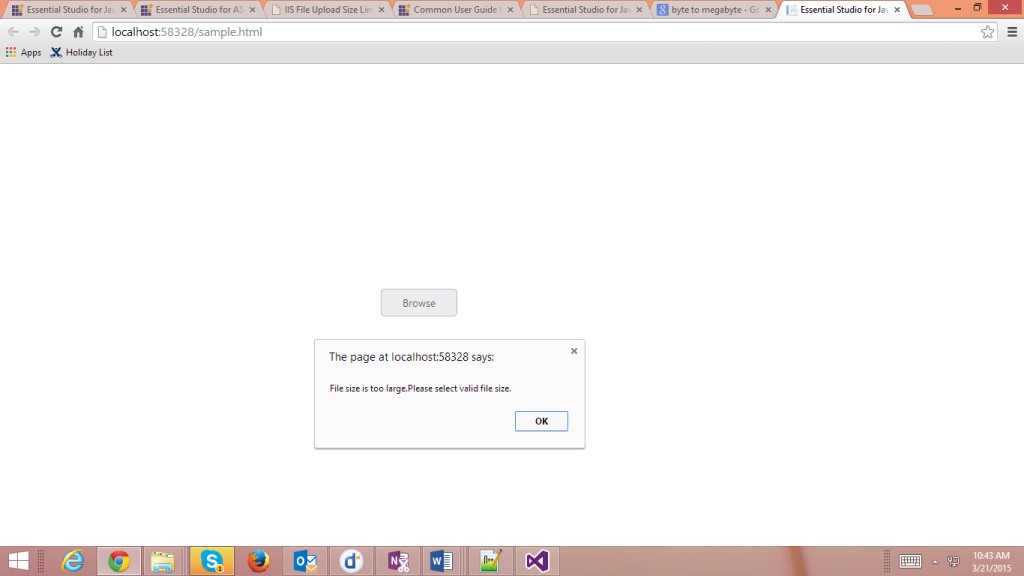 Essential Studio for Jav
Essential Studio for AS
IIS File Upload Size Lim
Common User Guide f
Essential Studio for Jav
byte to megabyte - Go
Essential Studio for Jav
localhost:58328/sample.html
Apps
Holiday List
Browse
The page at localhost:58328 says:
File size is too large.Please select valid file size.
OK
10:43 AM
3/21/2015